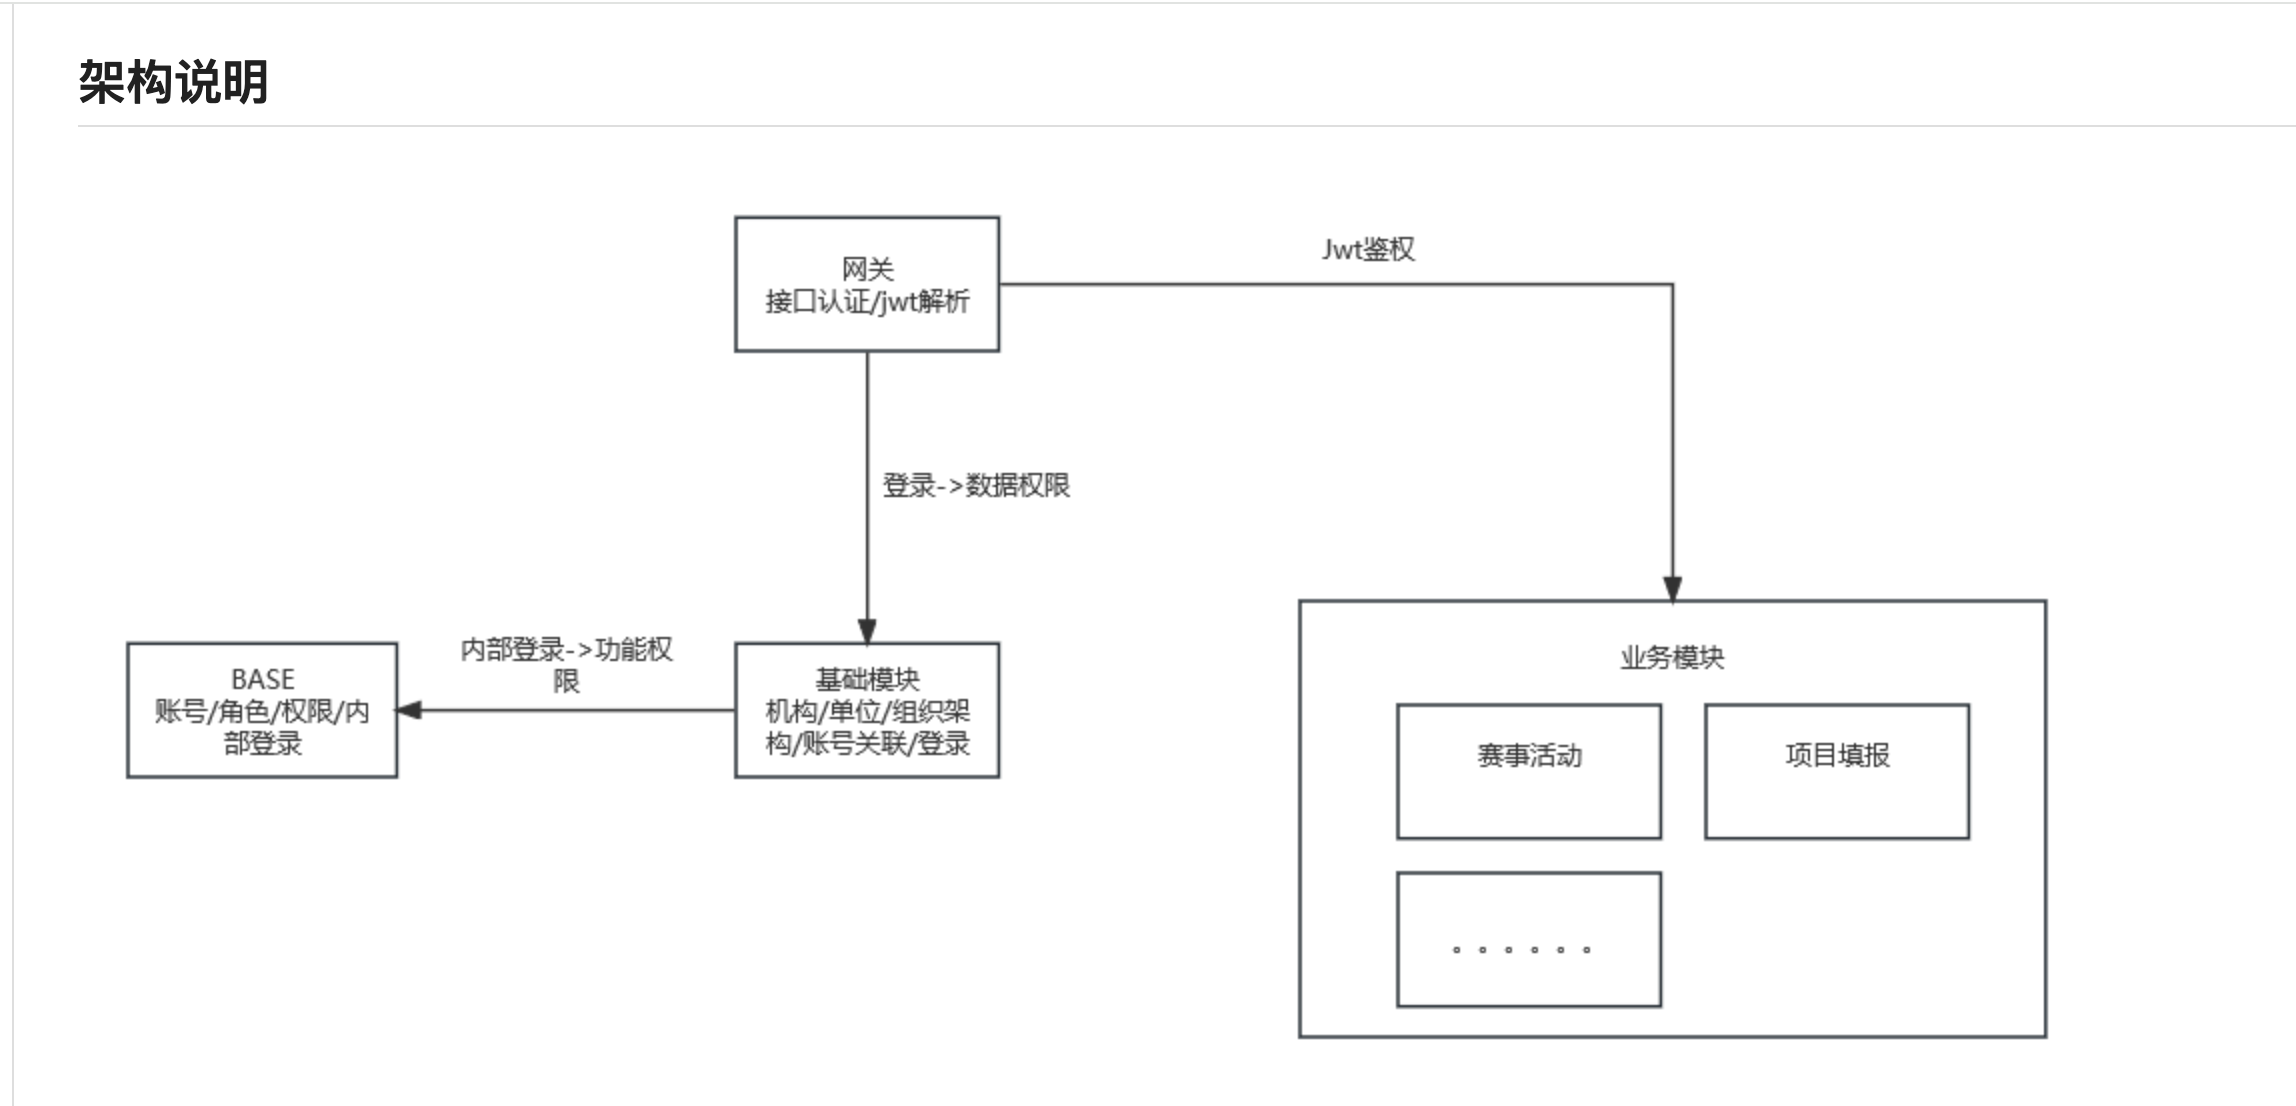 架构说明
网关
接口认证/jwt解析
Jwt鉴权
登录->数据权限
BASE
账号/角色/权限/内
部登录
内部登录->功能权
限
基础模块
机构/单位/组织架
构/账号关联/登录
业务模块
赛事活动
项目填报
。。。。。。